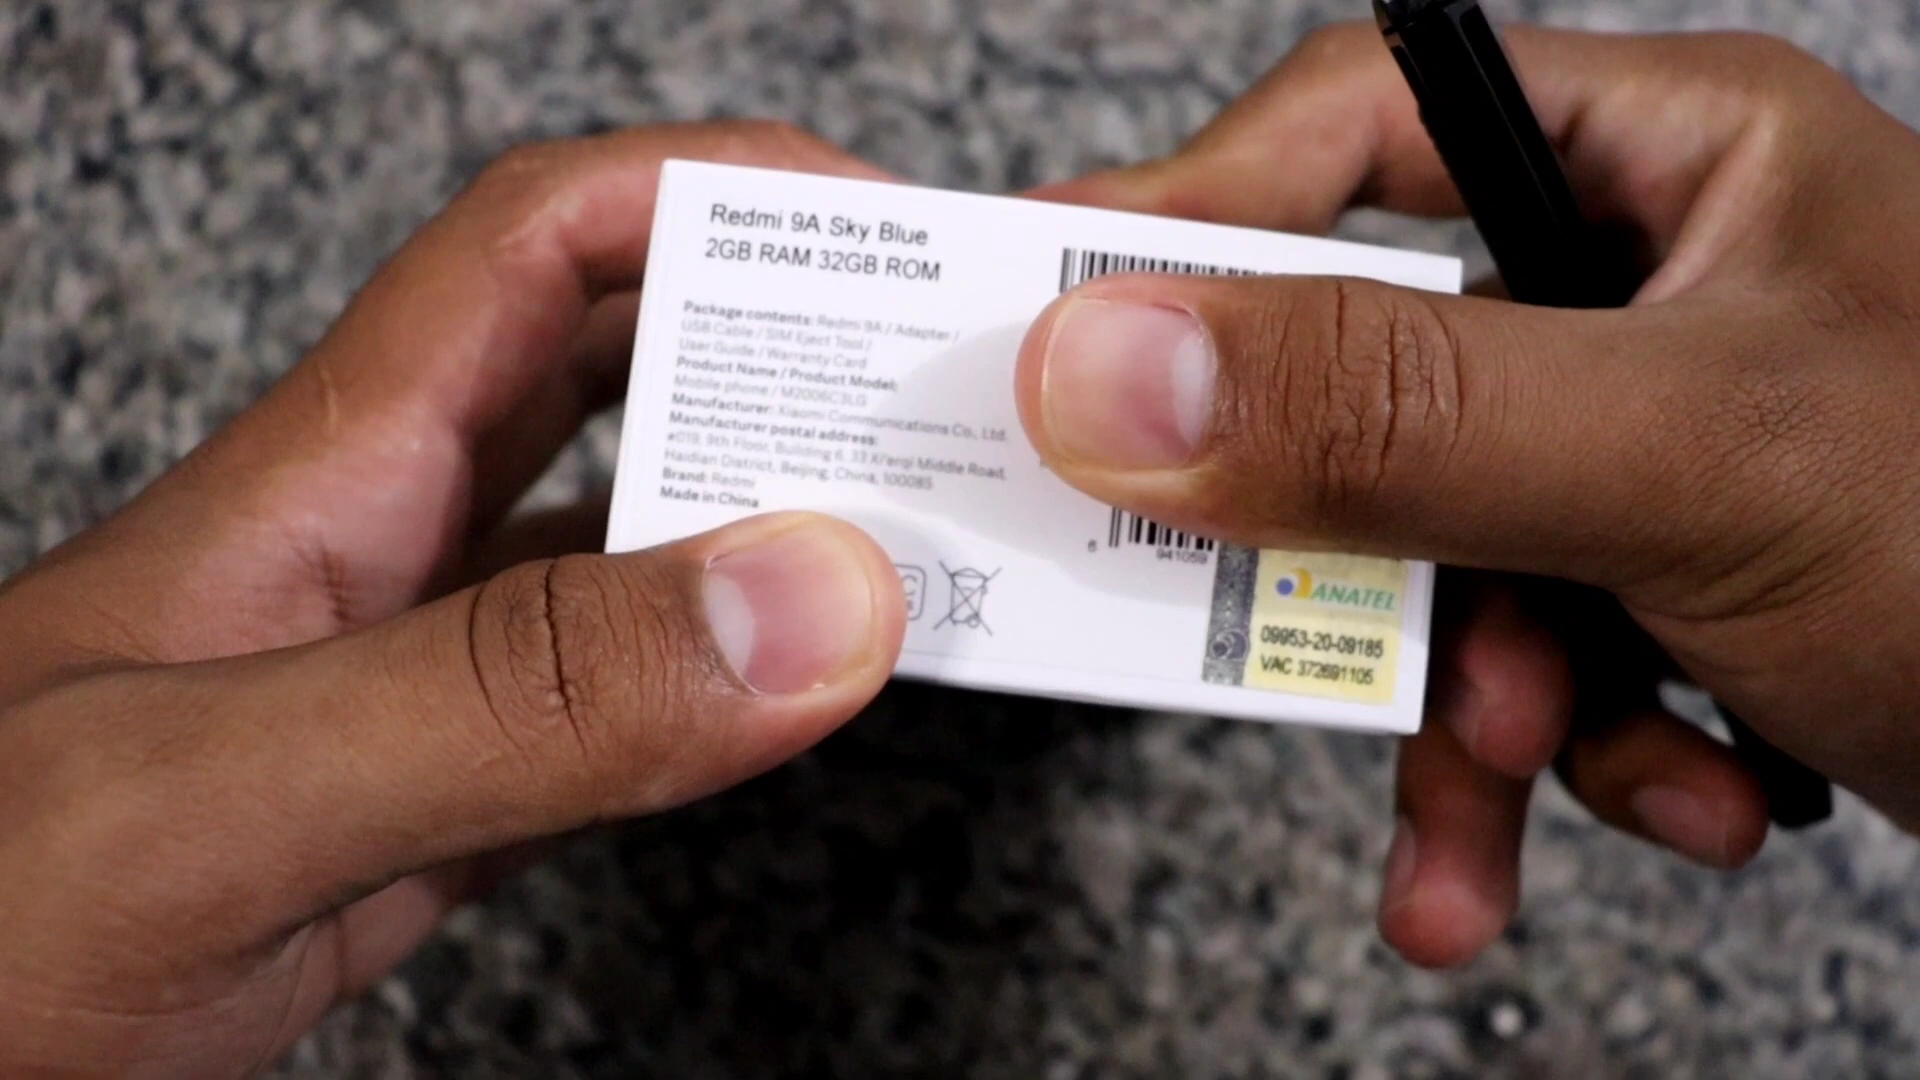 Redmi 9A Sky Blue
2GB RAM 32GB ROM
Package contents: Redmi 9A / Adapter /
USB Cable / SIM Eject Tool /
User Guide / Warranty Card
Product Name / Product Model:
Mobile phone / M2006C3LG
Manufacturer: Xiaomi Communications Co., Ltd.
Manufacturer postal address:
#019, 9th Floor, Building 6, 33 Xi'erqi Middle Road,
Haidian District, Beijing, China, 100085
Brand: Redmi
Made in China
6 941059
ANATEL
09953-20-09185
VAC 372691105